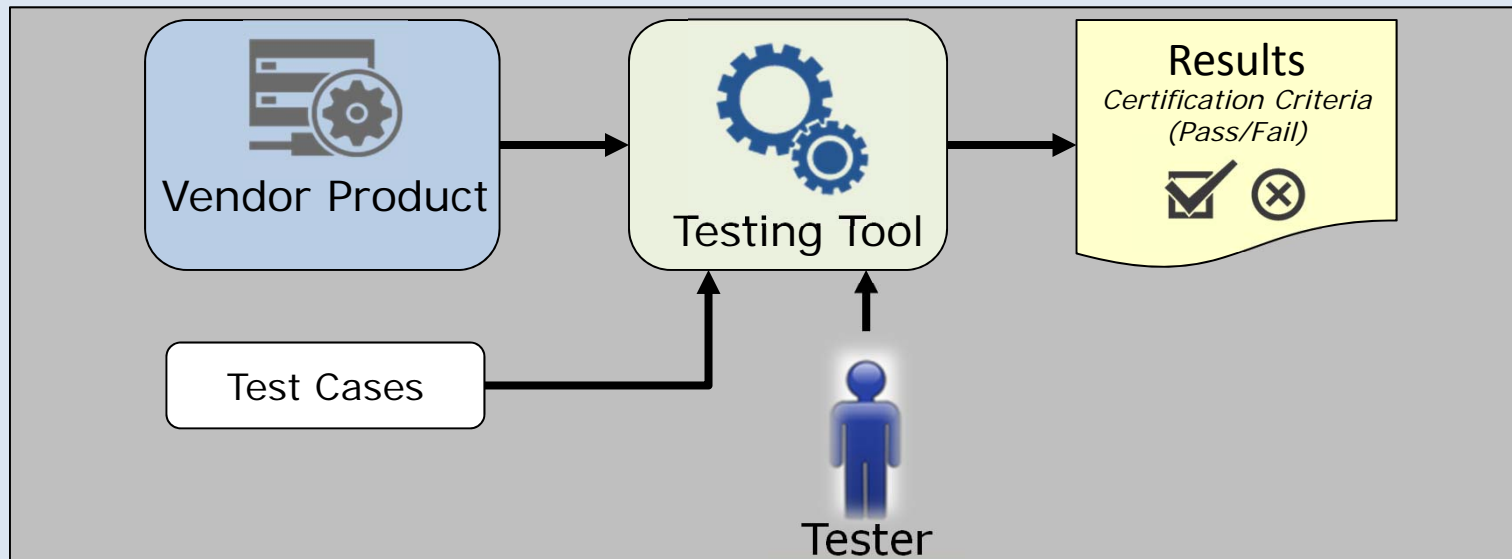 Vendor Product
Testing Tool
Results
Certification Criteria
(Pass/Fail)
Test Cases
Tester